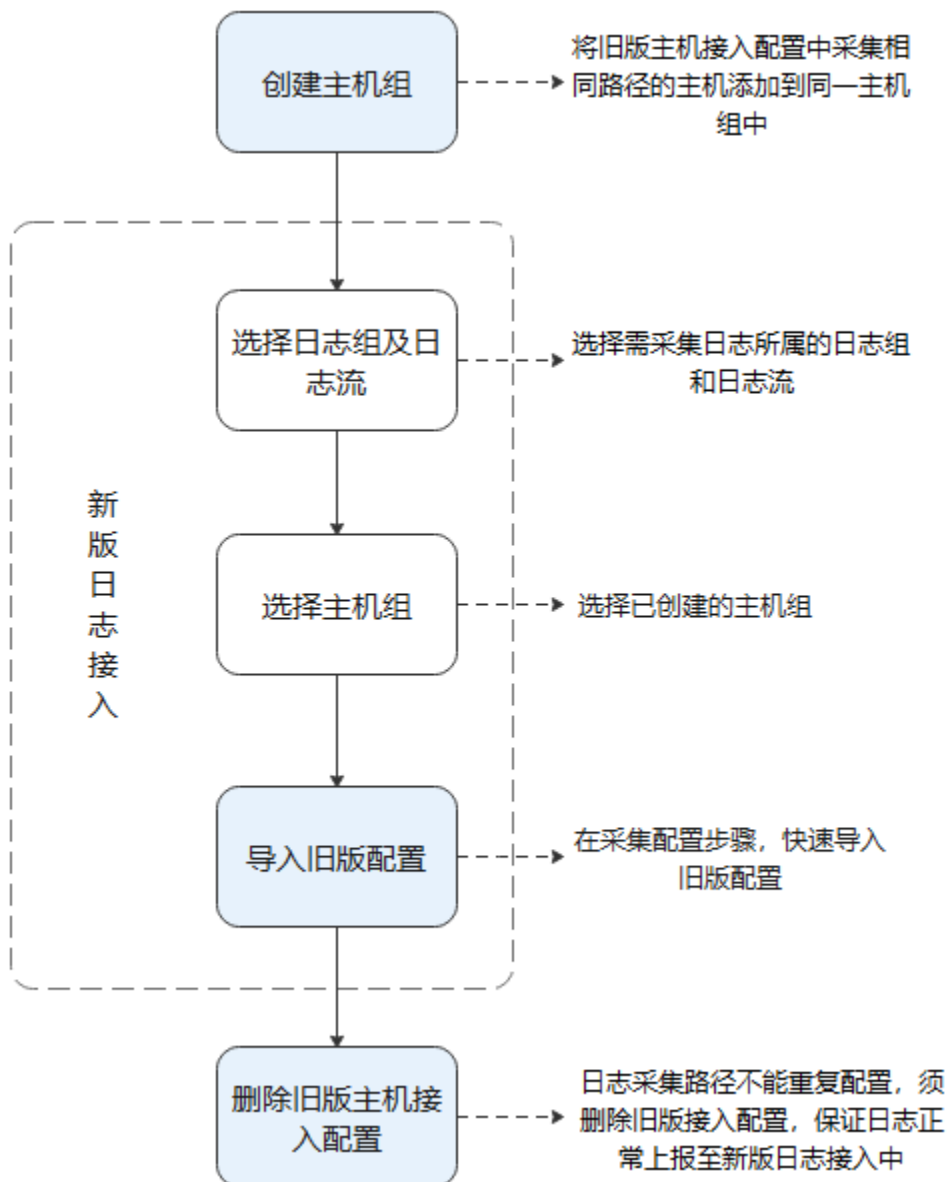 创建主机组
将旧版主机接入配置中采集相
同路径的主机添加到同一主机
组中
选择日志组及日
志流
选择需采集日志所属的日志组
和日志流
新
版
日
志
接
入
选择主机组
选择已创建的主机组
导入旧版配置
在采集配置步骤，快速导入
旧版配置
删除旧版主机接
入配置
日志采集路径不能重复配置，须
删除旧版接入配置，保证日志正
常上报至新版日志接入中